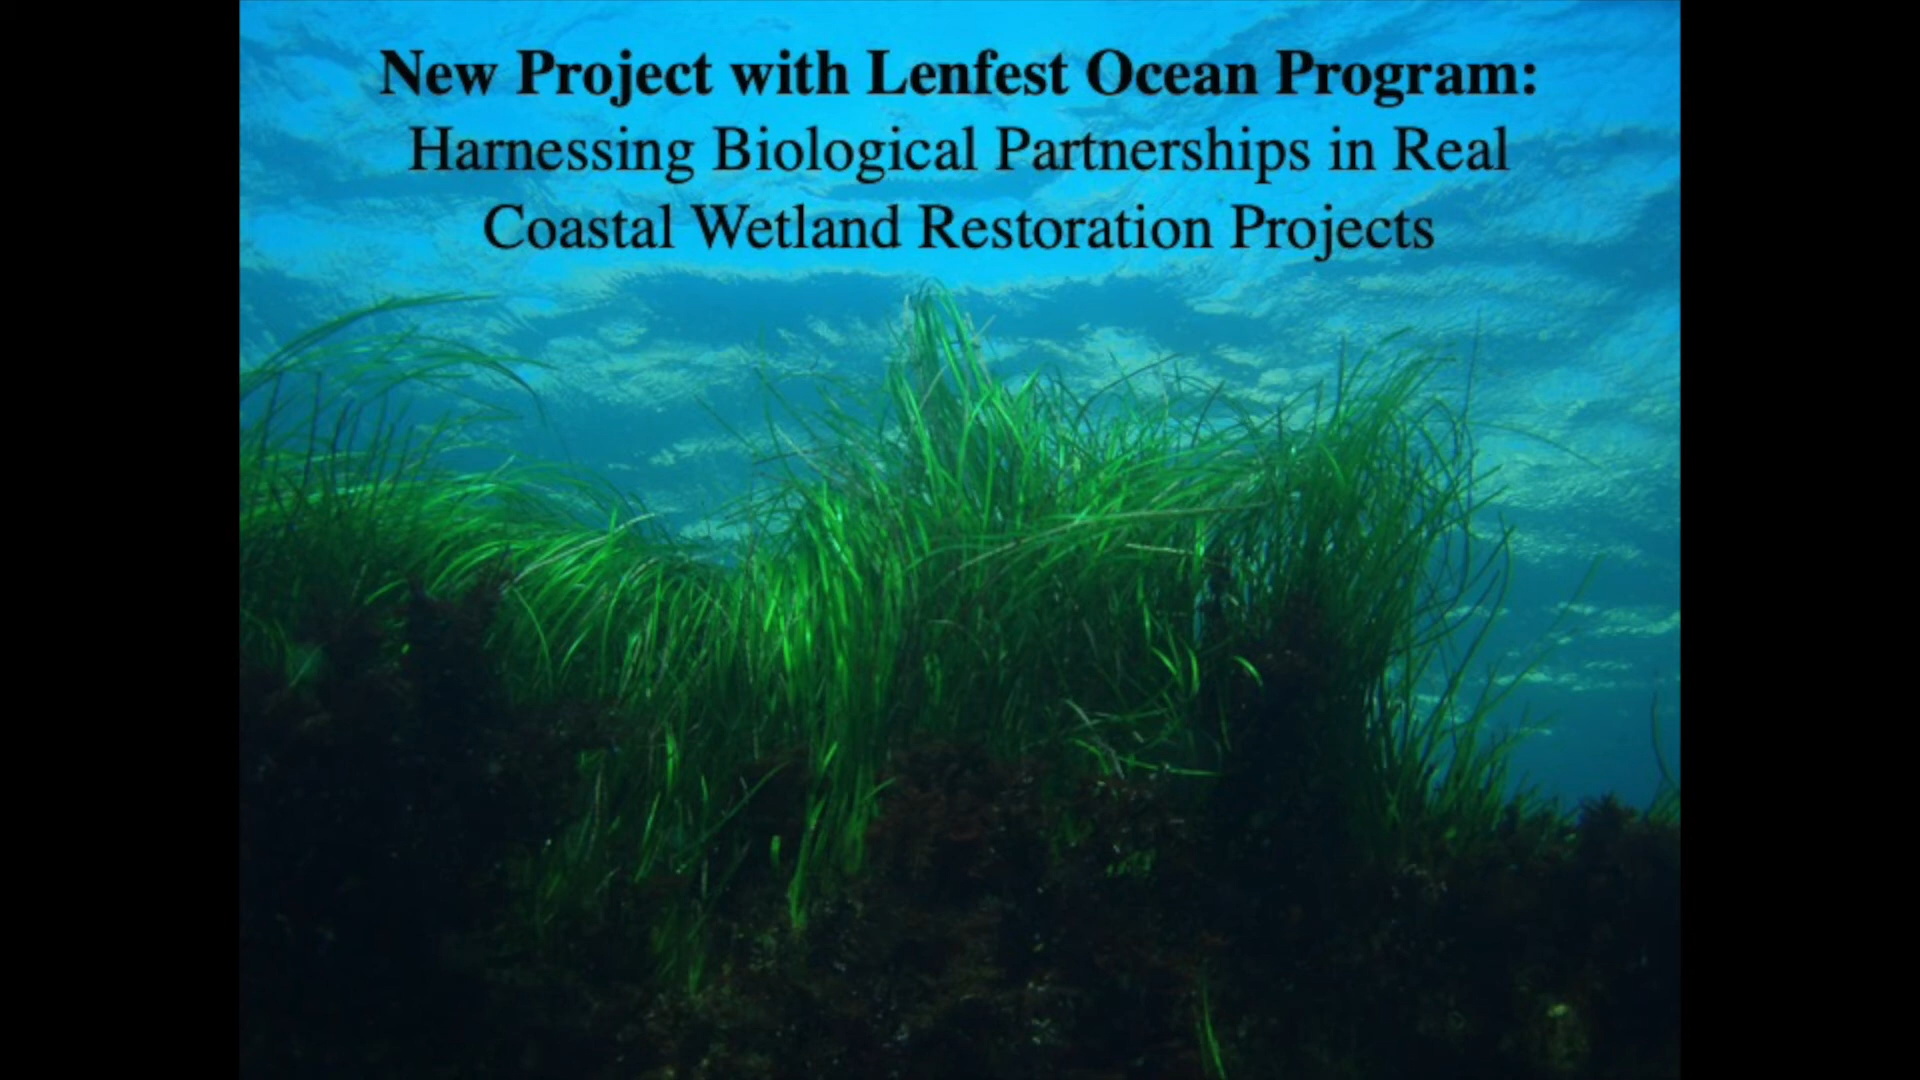 New Project with Lenfest Ocean Program:
Harnessing Biological Partnerships in Real
Coastal Wetland Restoration Projects